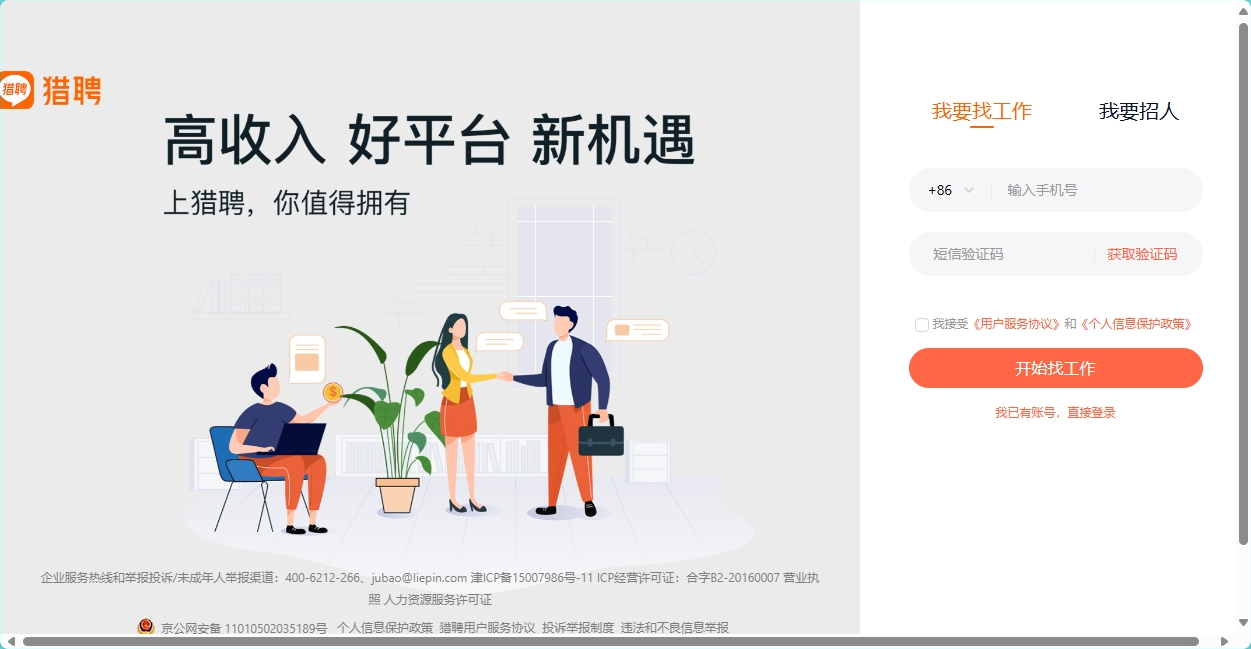 猎聘 猎聘
高收入 好平台 新机遇
上猎聘，你值得拥有
$
企业服务热线和举报投诉/未成年人举报渠道：400-6212-266、jubao@liepin.com 津ICP备15007986号-11 ICP经营许可证：合字B2-20160007 营业执
照 人力资源服务许可证
京公网安备 11010502035189号 个人信息保护政策 猎聘用户服务协议 投诉举报制度 违法和不良信息举报
我要找工作 我要招人
+86 输入手机号
短信验证码 获取验证码
我接受《用户服务协议》和《个人信息保护政策》
开始找工作
我已有账号，直接登录